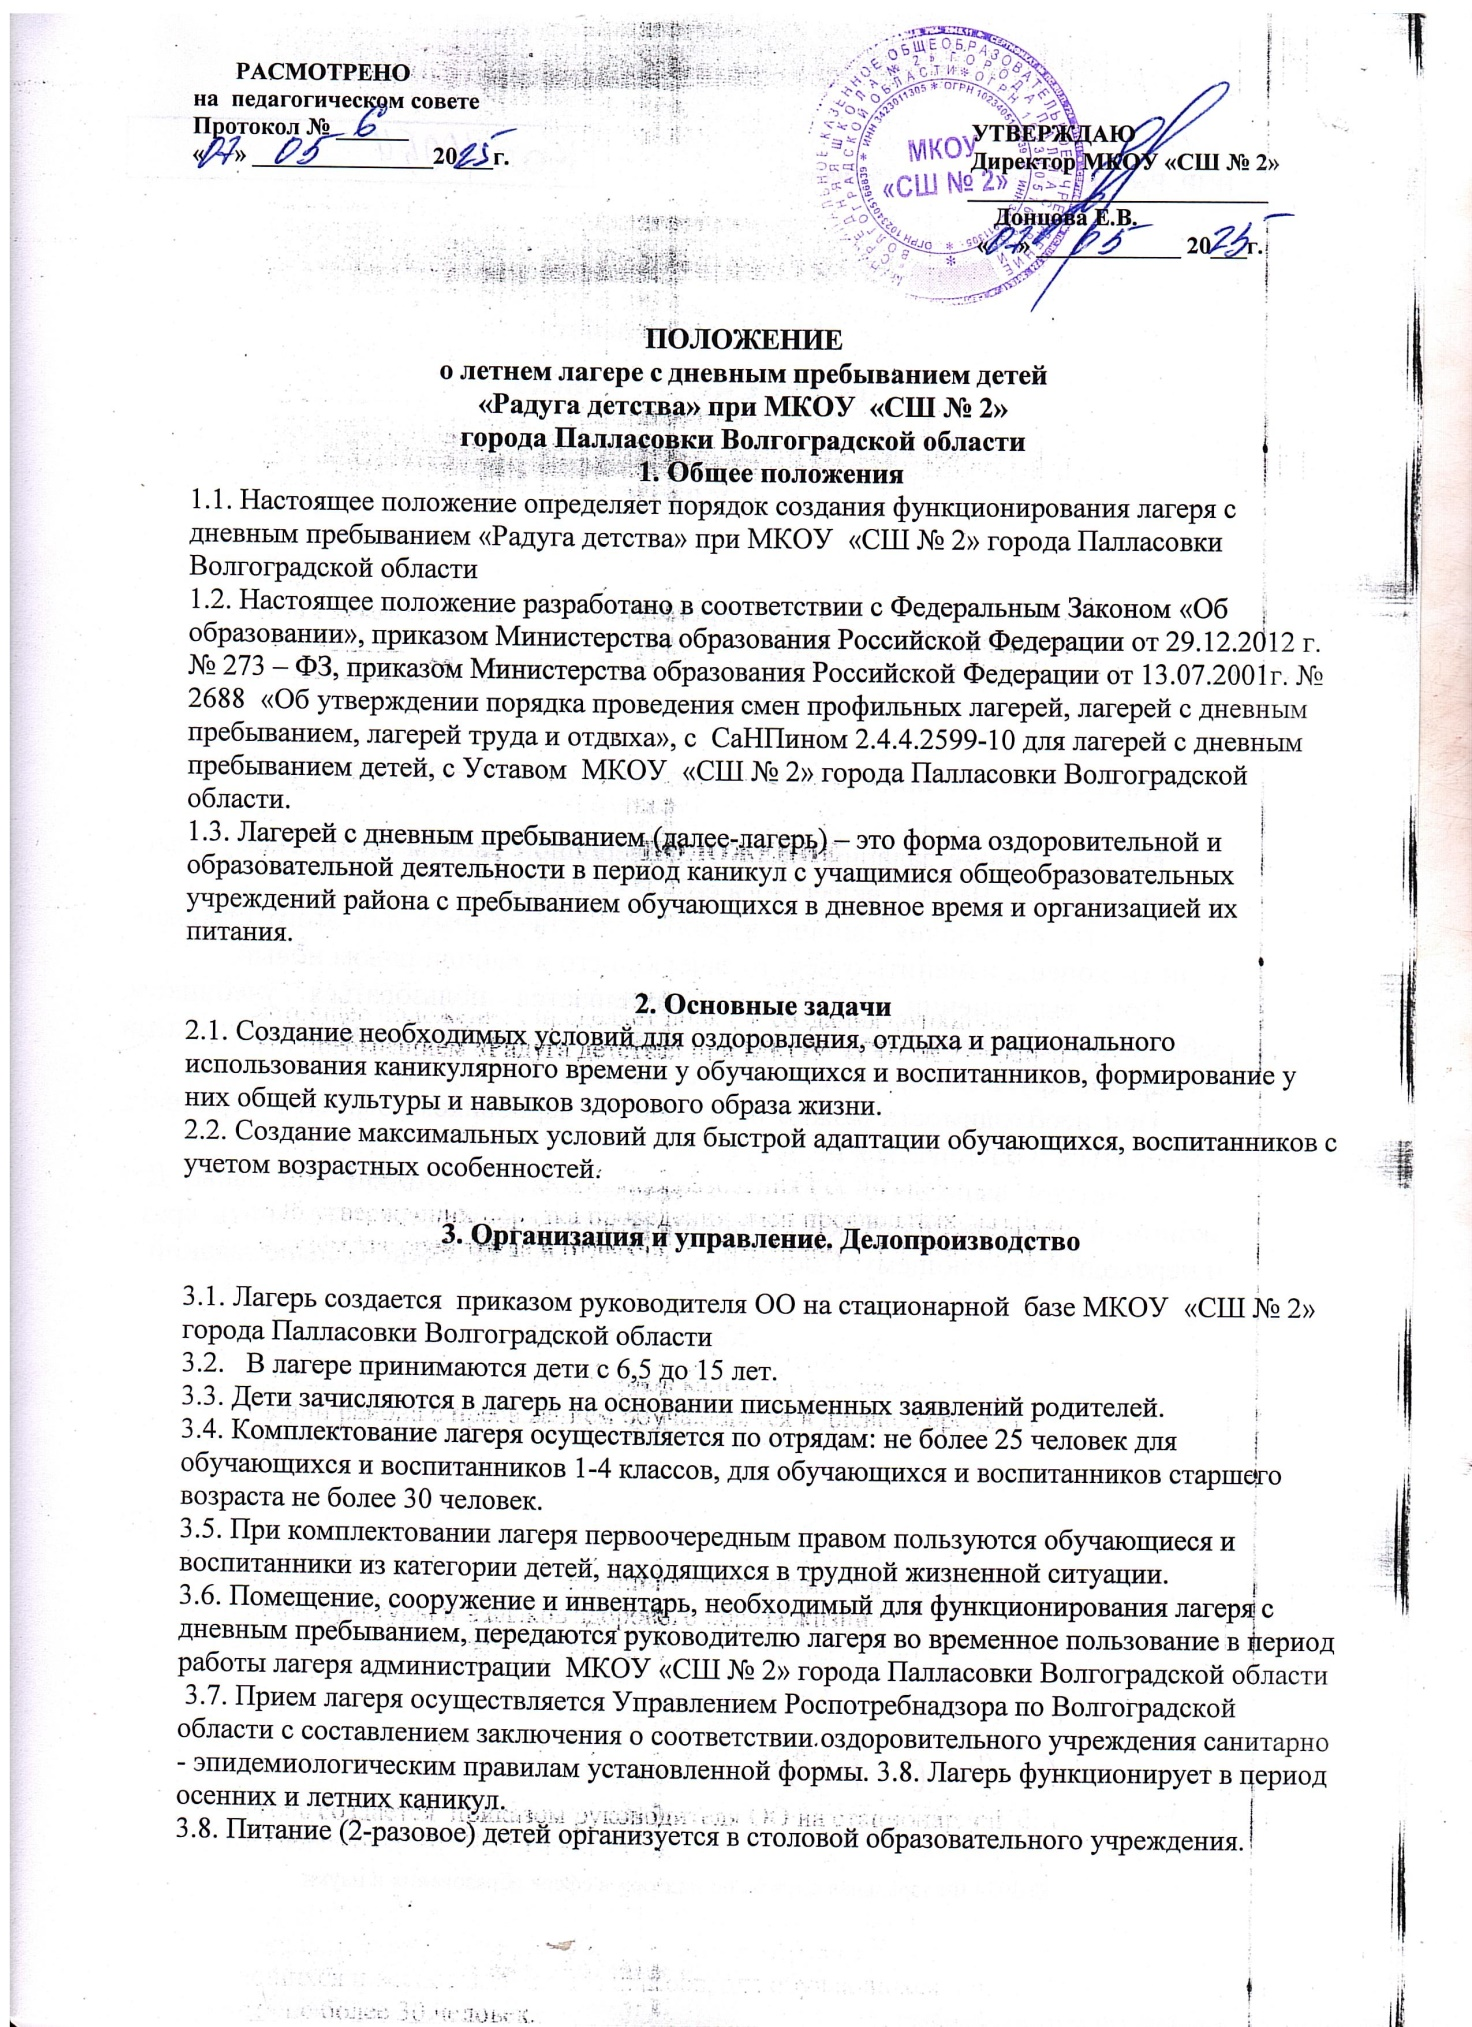 РАСМОТРЕНО
на педагогическом совете
Протокол № 6
«07» 05 2025 г.
МКОУ
«СШ № 2»
УТВЕРЖДАЮ
Директор МКОУ «СШ № 2»
Донцова Е.В.
«07» 05 2025 г.
ПОЛОЖЕНИЕ
о летнем лагере с дневным пребыванием детей
«Радуга детства» при МКОУ «СШ № 2»
города Палласовки Волгоградской области
1. Общее положения
1.1. Настоящее положение определяет порядок создания функционирования лагеря с
дневным пребыванием «Радуга детства» при МКОУ «СШ № 2» города Палласовки
Волгоградской области
1.2. Настоящее положение разработано в соответствии с Федеральным Законом «Об
образовании», приказом Министерства образования Российской Федерации от 29.12.2012 г.
№ 273 – ФЗ, приказом Министерства образования Российской Федерации от 13.07.2001г. №
2688 «Об утверждении порядка проведения смен профильных лагерей, лагерей с дневным
пребыванием, лагерей труда и отдыха», с СаНПином 2.4.4.2599-10 для лагерей с дневным
пребыванием детей, с Уставом МКОУ «СШ № 2» города Палласовки Волгоградской
области.
1.3. Лагерей с дневным пребыванием (далее-лагерь) – это форма оздоровительной и
образовательной деятельности в период каникул с учащимися общеобразовательных
учреждений района с пребыванием обучающихся в дневное время и организацией их
питания.
2. Основные задачи
2.1. Создание необходимых условий для оздоровления, отдыха и рационального
использования каникулярного времени у обучающихся и воспитанников, формирование у
них общей культуры и навыков здорового образа жизни.
2.2. Создание максимальных условий для быстрой адаптации обучающихся, воспитанников с
учетом возрастных особенностей.
3. Организация и управление. Делопроизводство
3.1. Лагерь создается приказом руководителя ОО на стационарной базе МКОУ «СШ № 2»
города Палласовки Волгоградской области
3.2. В лагере принимаются дети с 6,5 до 15 лет.
3.3. Дети зачисляются в лагерь на основании письменных заявлений родителей.
3.4. Комплектование лагеря осуществляется по отрядам: не более 25 человек для
обучающихся и воспитанников 1-4 классов, для обучающихся и воспитанников старшего
возраста не более 30 человек.
3.5. При комплектовании лагеря первоочередным правом пользуются обучающиеся и
воспитанники из категории детей, находящихся в трудной жизненной ситуации.
3.6. Помещение, сооружение и инвентарь, необходимый для функционирования лагеря с
дневным пребыванием, передаются руководителю лагеря во временное пользование в период
работы лагеря администрации МКОУ «СШ № 2» города Палласовки Волгоградской области
3.7. Прием лагеря осуществляется Управлением Роспотребнадзора по Волгоградской
области с составлением заключения о соответствии оздоровительного учреждения санитарно
- эпидемиологическим правилам установленной формы. 3.8. Лагерь функционирует в период
осенних и летних каникул.
3.8. Питание (2-разовое) детей организуется в столовой образовательного учреждения.